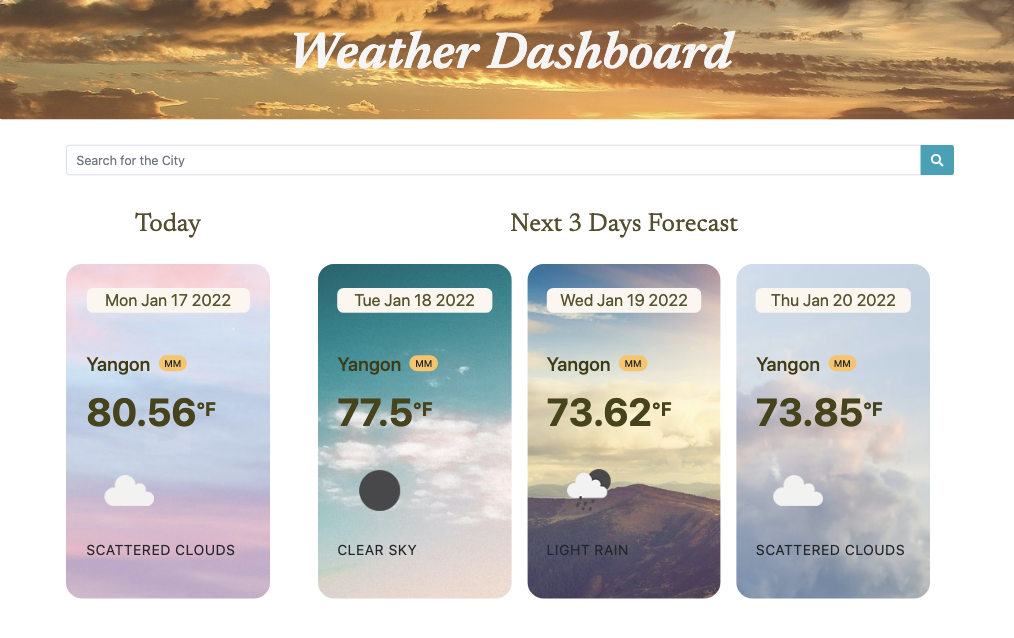 Weather Dashboard
Search for the City
Today
Next 3 Days Forecast
Mon Jan 17 2022
Yangon MM
80.56°F
SCATTERED CLOUDS
Tue Jan 18 2022
Yangon MM
77.5°F
CLEAR SKY
Wed Jan 19 2022
Yangon MM
73.62°F
LIGHT RAIN
Thu Jan 20 2022
Yangon MM
73.85°F
SCATTERED CLOUDS